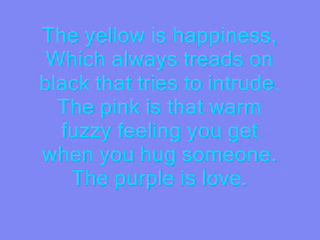 The yellow is happiness,
Which always treads on
black that tries to intrude.
The pink is that warm
fuzzy feeling you get
when you hug someone.
The purple is love.